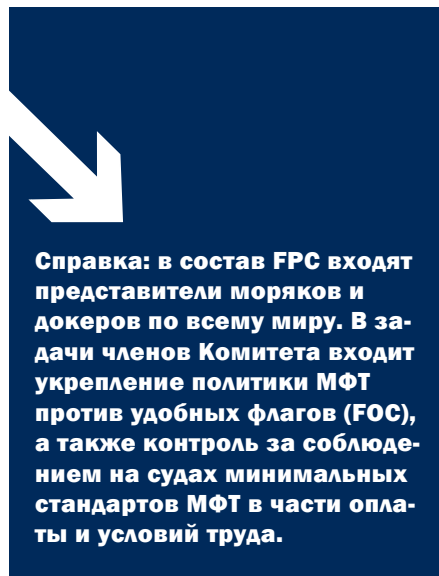 Справка: в состав FPC входят
представители моряков и
докеров по всему миру. В за-
дачи членов Комитета входит
укрепление политики МФТ
против удобных флагов (FOC),
а также контроль за соблюде-
нием на судах минимальных
стандартов МФТ в части опла-
ты и условий труда.